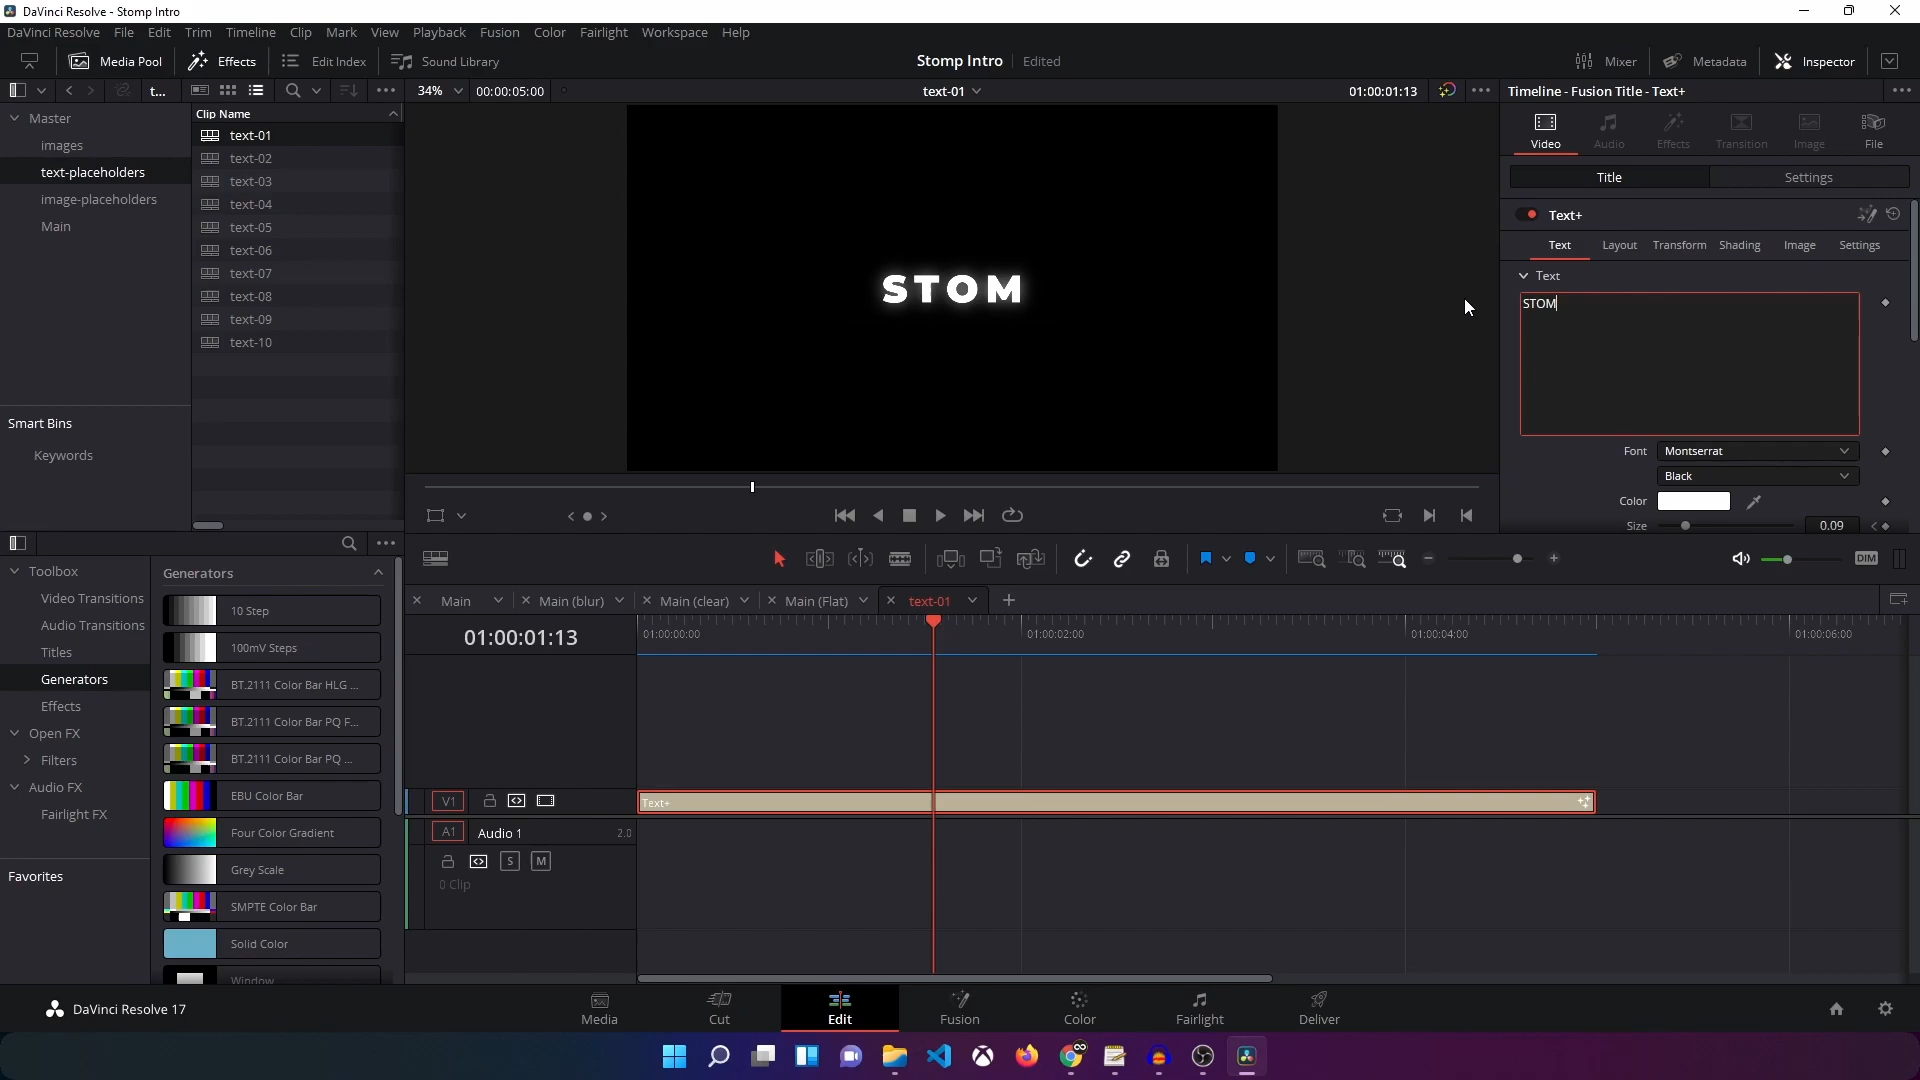 DaVinci Resolve - Stomp Intro
DaVinci Resolve File Edit Trim Timeline Clip Mark View Playback Fusion Color Fairlight Workspace Help
Media Pool Effects Edit Index Sound Library Stomp Intro Edited Mixer Metadata Inspector
t... 34% 00:00:05:00 text-01 01:00:01:13 Timeline - Fusion Title - Text+
Master
images
text-placeholders
image-placeholders
Main
Smart Bins
Keywords
Clip Name
text-01
text-02
text-03
text-04
text-05
text-06
text-07
text-08
text-09
text-10
STOM
Video Audio Effects Transition Image File
Title Settings
Text+
Text Layout Transform Shading Image Settings
Text
STOM
Font Montserrat
Black
Color
Size 0.09
DIM
Toolbox
Video Transitions
Audio Transitions
Titles
Generators
Effects
Open FX
Filters
Audio FX
Fairlight FX
Favorites
Generators
10 Step
100mV Steps
BT.2111 Color Bar HLG ...
BT.2111 Color Bar PQ F...
BT.2111 Color Bar PQ ...
EBU Color Bar
Four Color Gradient
Grey Scale
SMPTE Color Bar
Solid Color
Window
Main Main (blur) Main (clear) Main (Flat) text-01
01:00:01:13 01:00:00:00 01:00:02:00 01:00:04:00 01:00:06:00
V1 Text+
A1 Audio 1 2.0
S M
0 Clip
DaVinci Resolve 17 Media Cut Edit Fusion Color Fairlight Deliver